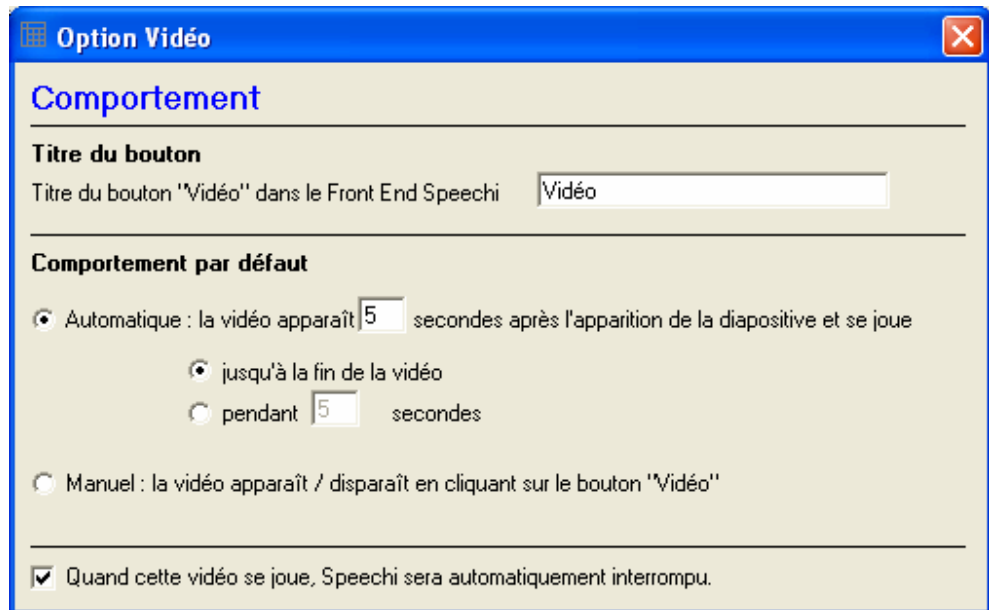 Option Vidéo
Comportement
Titre du bouton
Titre du bouton "Vidéo" dans le Front End Speechi Vidéo
Comportement par défaut
Automatique : la vidéo apparaît 5 secondes après l'apparition de la diapositive et se joue
jusqu'à la fin de la vidéo
pendant 5 secondes
Manuel : la vidéo apparaît / disparaît en cliquant sur le bouton "Vidéo"
Quand cette vidéo se joue, Speechi sera automatiquement interrompu.